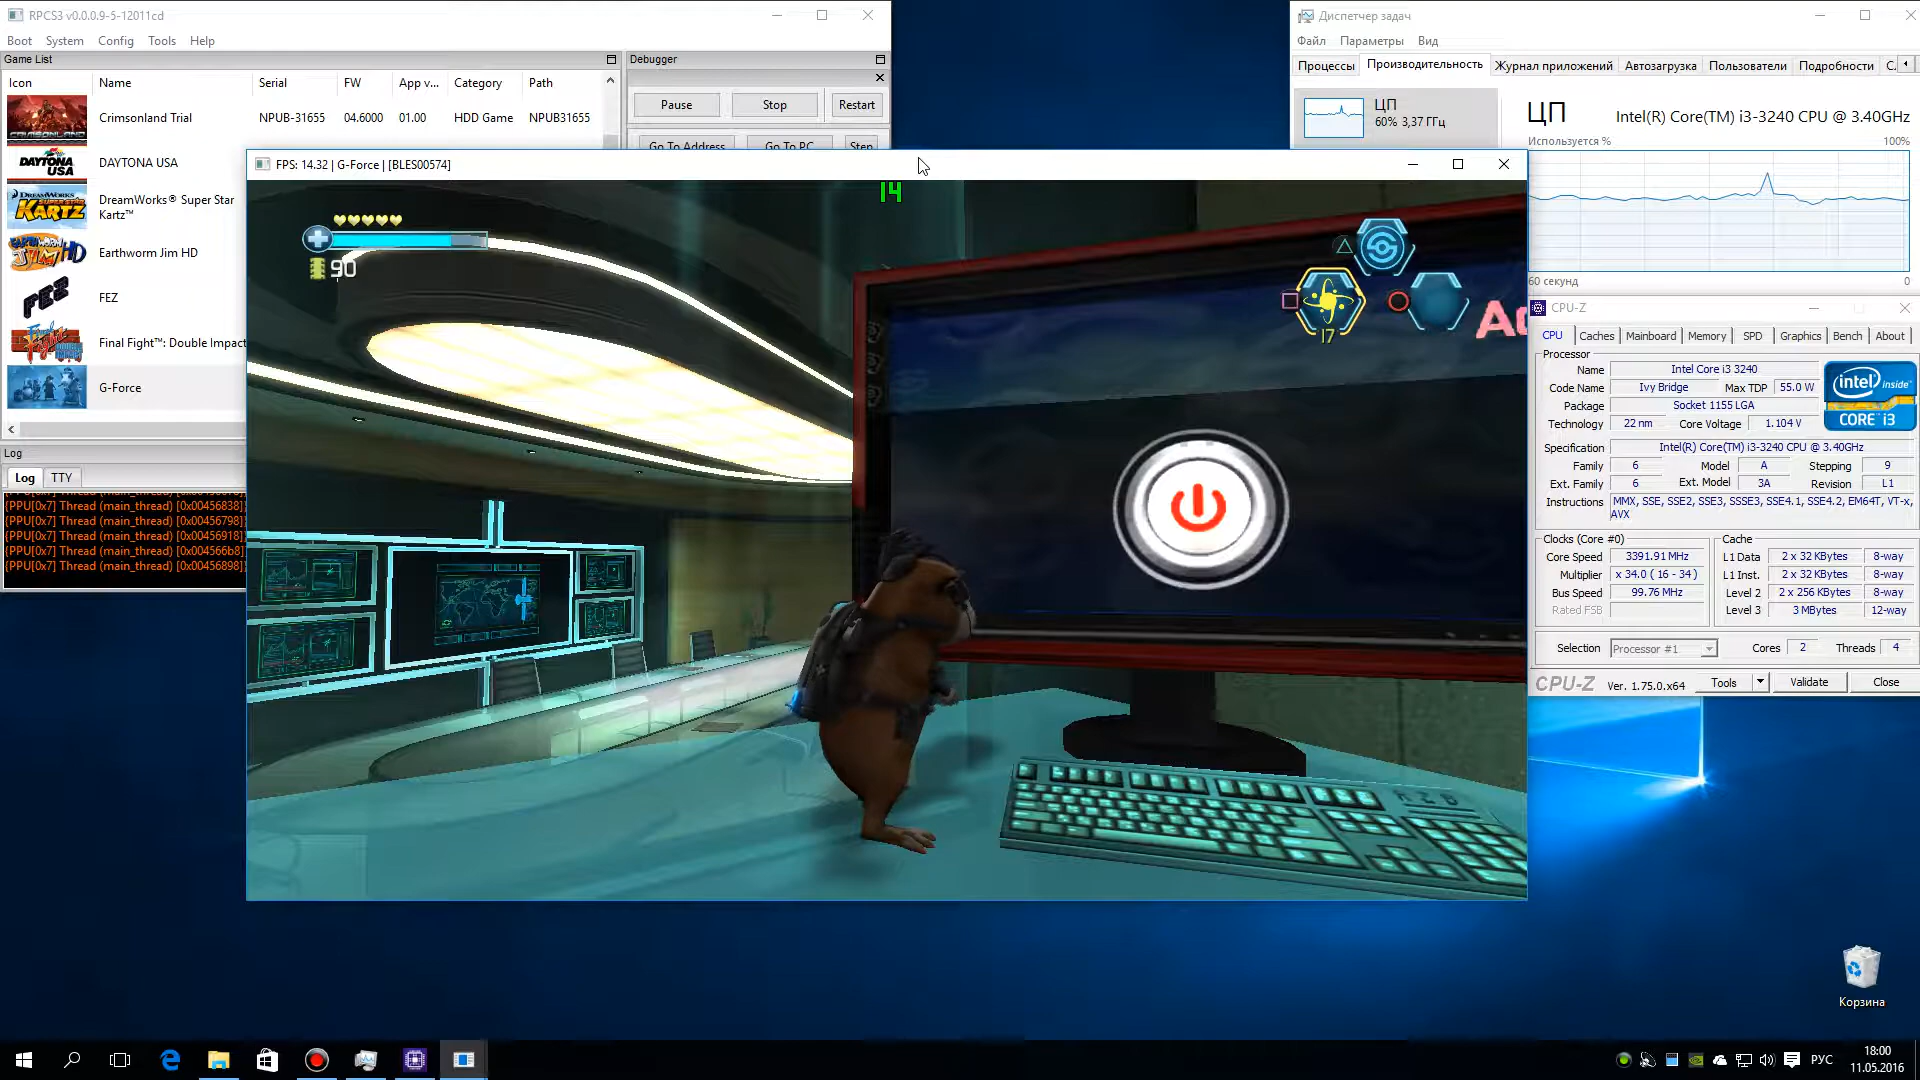 RPCS3 v0.0.0.9-5-12011cd
Boot System Config Tools Help
Game List
Icon Name Serial FW App v... Category Path
CRIMSONLAND Crimsonland Trial NPUB-31655 04.6000 01.00 HDD Game NPUB31655
DAYTONA USA DAYTONA USA
DREAMWORKS SUPER STAR KARTZ DreamWorks® Super Star
Kartz™
EARTHWORM JIM HD Earthworm Jim HD
FEZ FEZ
FINAL FIGHT Final Fight™: Double Impact
G-Force
Log
Log TTY
{PPU[0x7] Thread (main_thread) [0x00456838]
{PPU[0x7] Thread (main_thread) [0x00456798]
{PPU[0x7] Thread (main_thread) [0x00456918]
{PPU[0x7] Thread (main_thread) [0x004566b8]
{PPU[0x7] Thread (main_thread) [0x00456898]
Debugger
Pause Stop Restart
Go To Address Go To PC Step
FPS: 14.32 | G-Force | [BLES00574]
14
90
17
Диспетчер задач
Файл Параметры Вид
Процессы Производительность Журнал приложений Автозагрузка Пользователи Подробности С.
ЦП
60% 3,37 ГГц
ЦП Intel(R) Core(TM) i3-3240 CPU @ 3.40GHz
Используется % 100%
60 секунд 0
CPU-Z
CPU Caches Mainboard Memory SPD Graphics Bench About
Processor
Name Intel Core i3 3240
Code Name Ivy Bridge Max TDP 55.0 W
Package Socket 1155 LGA
Technology 22 nm Core Voltage 1.104 V
intel inside CORE i3
Specification Intel(R) Core(TM) i3-3240 CPU @ 3.40GHz
Family 6 Model A Stepping 9
Ext. Family 6 Ext. Model 3A Revision L1
Instructions MMX, SSE, SSE2, SSE3, SSSE3, SSE4.1, SSE4.2, EM64T, VT-x,
AVX
Clocks (Core #0) Cache
Core Speed 3391.91 MHz L1 Data 2 x 32 KBytes 8-way
Multiplier x 34.0 ( 16 - 34 ) L1 Inst. 2 x 32 KBytes 8-way
Bus Speed 99.76 MHz Level 2 2 x 256 KBytes 8-way
Rated FSB Level 3 3 MBytes 12-way
Selection Processor #1 Cores 2 Threads 4
CPU-Z Ver. 1.75.0.x64 Tools Validate Close
Корзина
РУС
18:00
11.05.2016